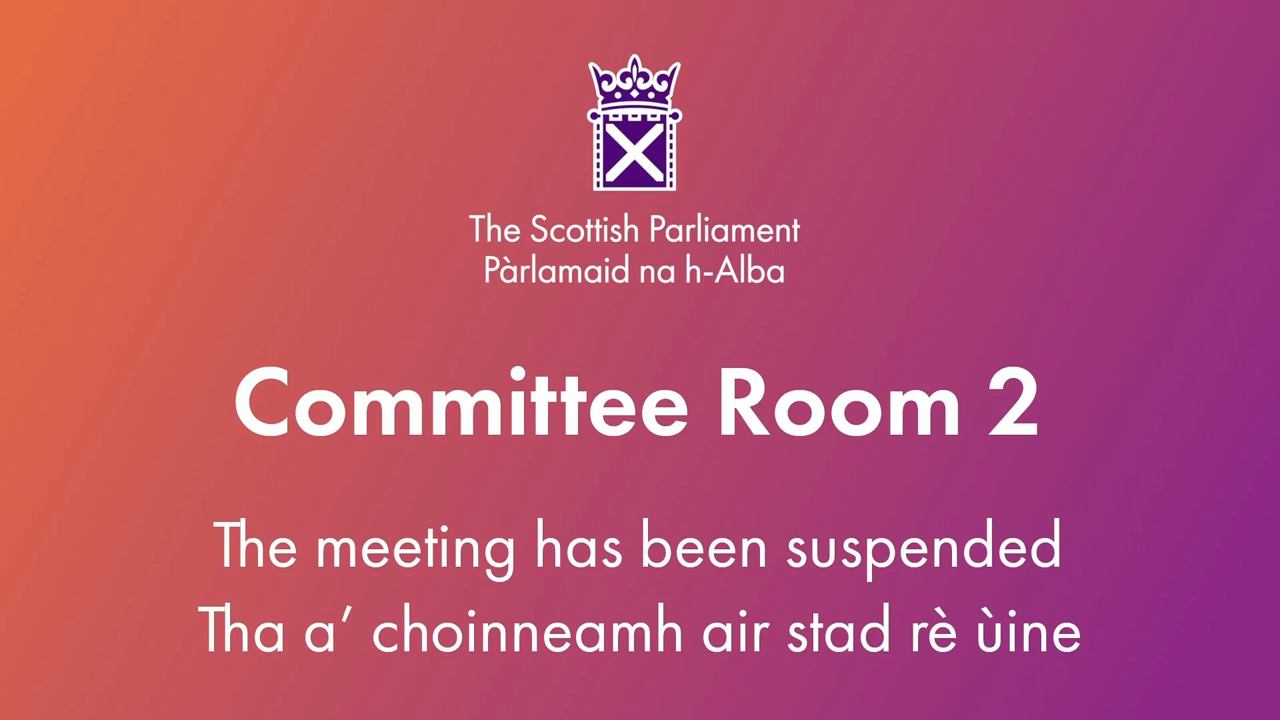 The Scottish Parliament
Pàrlamaid na h-Alba
Committee Room 2
The meeting has been suspended
Tha a’ choinneamh air stad rè ùine